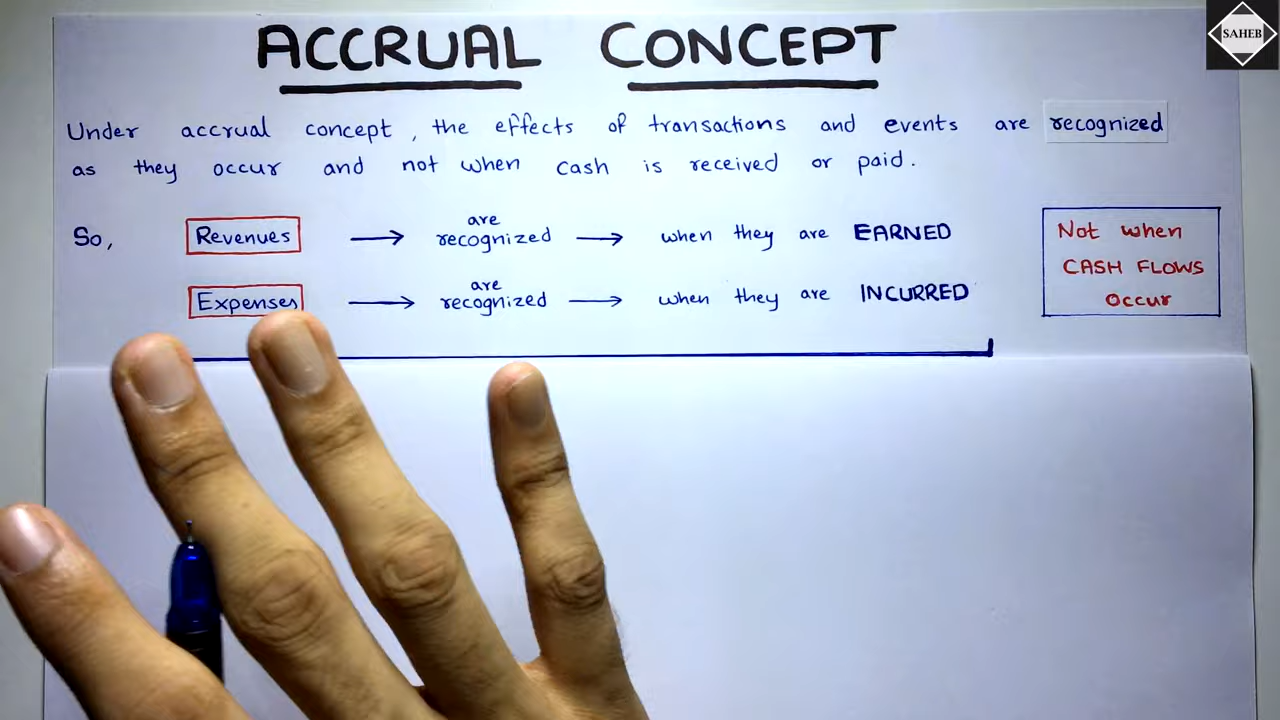 SAHEB
ACCRUAL CONCEPT
Under accrual concept, the effects of transactions and events are recognized
as they occur and not when cash is received or paid.
So, Revenues → are recognized → when they are EARNED
Expenses → are recognized → when they are INCURRED
Not when
CASH FLOWS
Occur